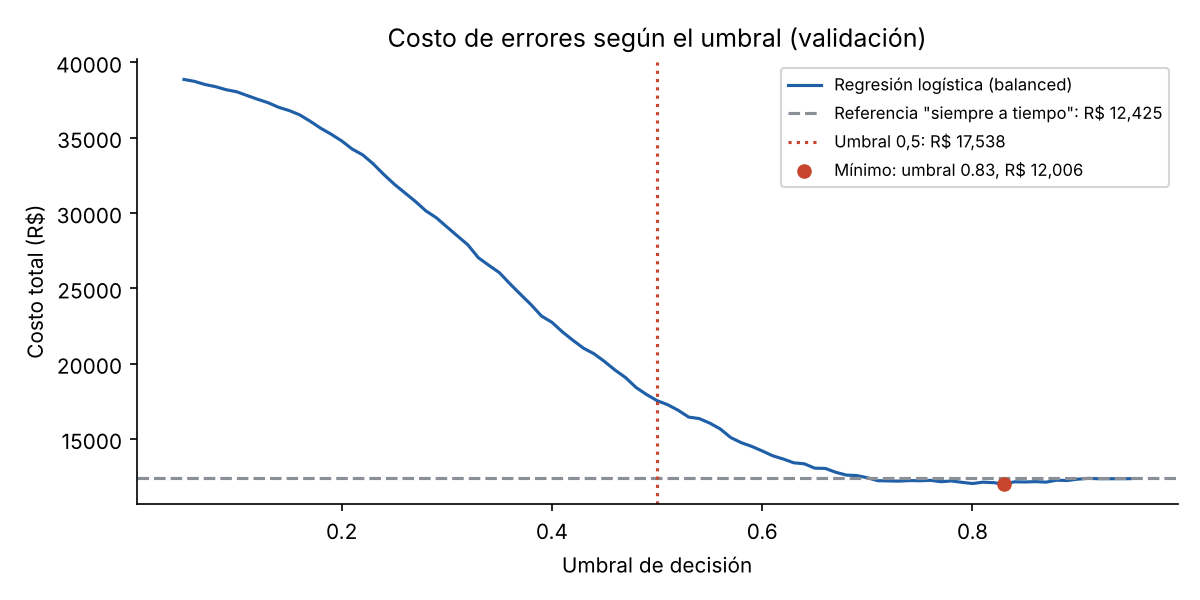 Costo de errores según el umbral (validación)
Regresión logística (balanced)
Referencia "siempre a tiempo": R$ 12,425
Umbral 0,5: R$ 17,538
Mínimo: umbral 0.83, R$ 12,006
Costo total (R$)
40000
35000
30000
25000
20000
15000
0.2 0.4 0.6 0.8
Umbral de decisión